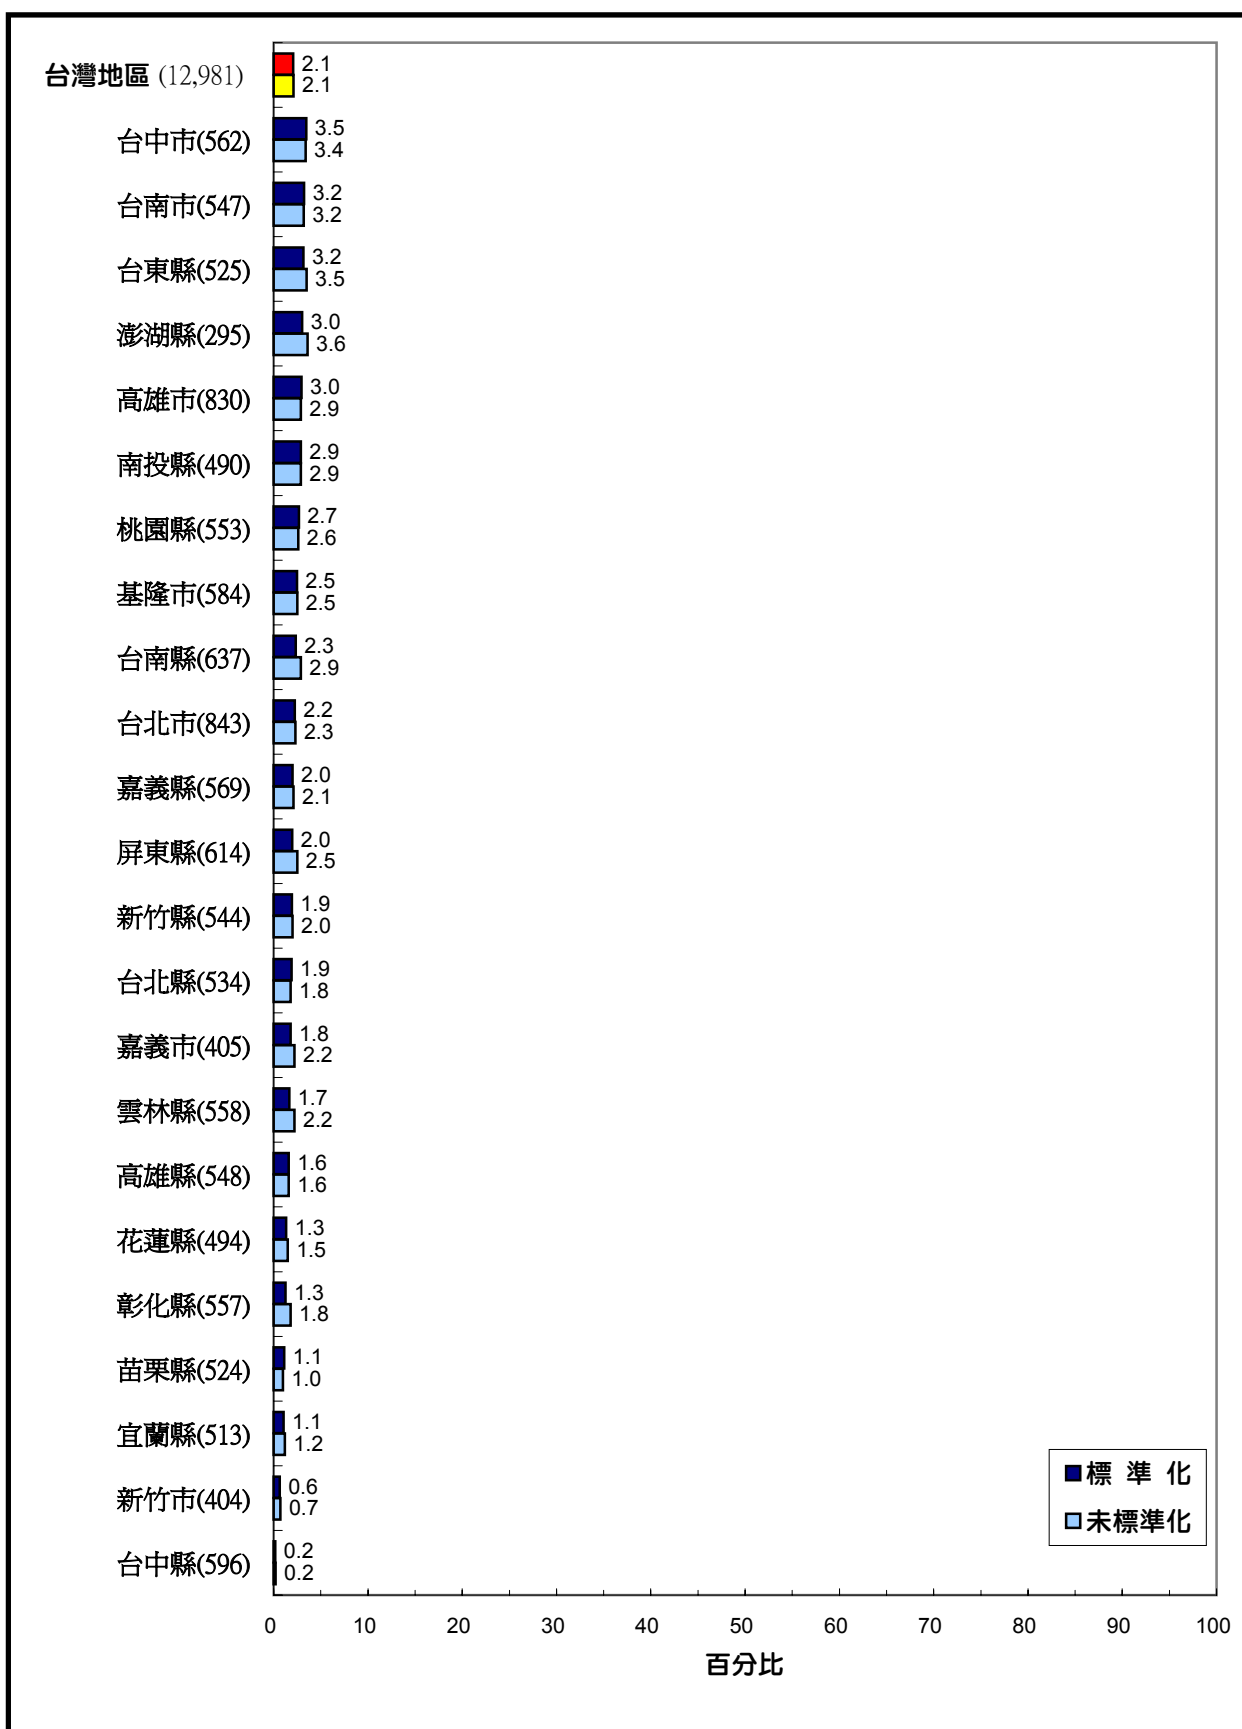 台灣地區 (12,981) 2.1
2.1
台中市(562) 3.5
3.4
台南市(547) 3.2
3.2
台東縣(525) 3.2
3.5
澎湖縣(295) 3.0
3.6
高雄市(830) 3.0
2.9
南投縣(490) 2.9
2.9
桃園縣(553) 2.7
2.6
基隆市(584) 2.5
2.5
台南縣(637) 2.3
2.9
台北市(843) 2.2
2.3
嘉義縣(569) 2.0
2.1
屏東縣(614) 2.0
2.5
新竹縣(544) 1.9
2.0
台北縣(534) 1.9
1.8
嘉義市(405) 1.8
2.2
雲林縣(558) 1.7
2.2
高雄縣(548) 1.6
1.6
花蓮縣(494) 1.3
1.5
彰化縣(557) 1.3
1.8
苗栗縣(524) 1.1
1.0
宜蘭縣(513) 1.1
1.2
新竹市(404) 0.6
0.7
台中縣(596) 0.2
0.2
標 準 化
未標準化
0 10 20 30 40 50 60 70 80 90 100
百分比